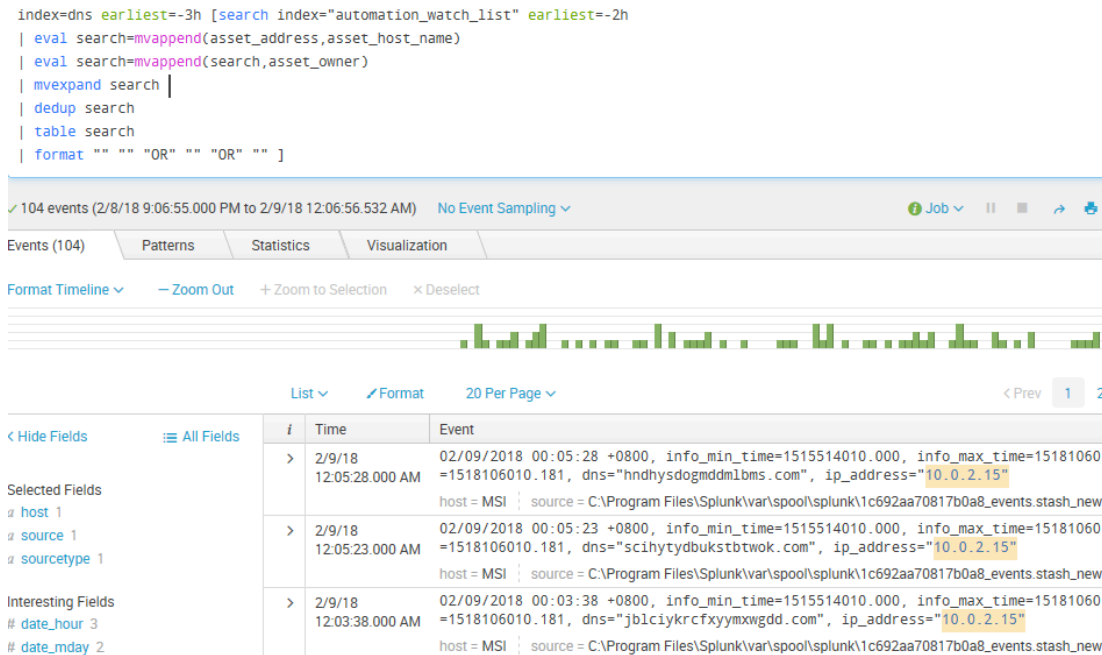 index=dns earliest=-3h [search index="automation_watch_list" earliest=-2h
| eval search=mvappend(asset_address,asset_host_name)
| eval search=mvappend(search,asset_owner)
| mvexpand search
| dedup search
| table search
| format "" "" "OR" "" "OR" "" ]
✓ 104 events (2/8/18 9:06:55.000 PM to 2/9/18 12:06:56.532 AM) No Event Sampling Job
Events (104) Patterns Statistics Visualization
Format Timeline — Zoom Out + Zoom to Selection × Deselect
List Format 20 Per Page < Prev 1 2
< Hide Fields All Fields i Time Event
> 2/9/18 02/09/2018 00:05:28 +0800, info_min_time=1515514010.000, info_max_time=15181060
12:05:28.000 AM =1518106010.181, dns="hndhysdogmddmlbms.com", ip_address="10.0.2.15"
host = MSI source = C:\Program Files\Splunk\var\spool\splunk\1c692aa70817b0a8_events.stash_new
Selected Fields
a host 1
a source 1
a sourcetype 1
> 2/9/18 02/09/2018 00:05:23 +0800, info_min_time=1515514010.000, info_max_time=15181060
12:05:23.000 AM =1518106010.181, dns="scihytydbukstbtwok.com", ip_address="10.0.2.15"
host = MSI source = C:\Program Files\Splunk\var\spool\splunk\1c692aa70817b0a8_events.stash_new
Interesting Fields
# date_hour 3
# date_mday 2
> 2/9/18 02/09/2018 00:03:38 +0800, info_min_time=1515514010.000, info_max_time=15181060
12:03:38.000 AM =1518106010.181, dns="jblciykrcfxyymxwgdd.com", ip_address="10.0.2.15"
host = MSI source = C:\Program Files\Splunk\var\spool\splunk\1c692aa70817b0a8_events.stash_new